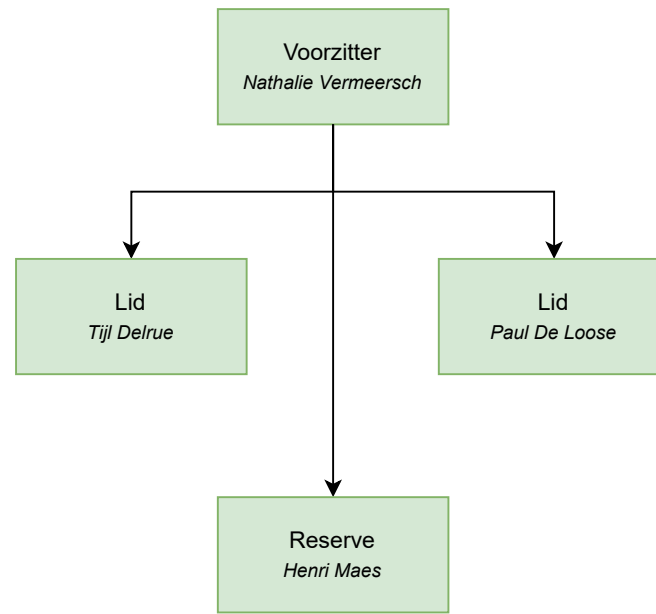 Voorzitter
Nathalie Vermeersch
Lid
Tijl Delrue
Lid
Paul De Loose
Reserve
Henri Maes